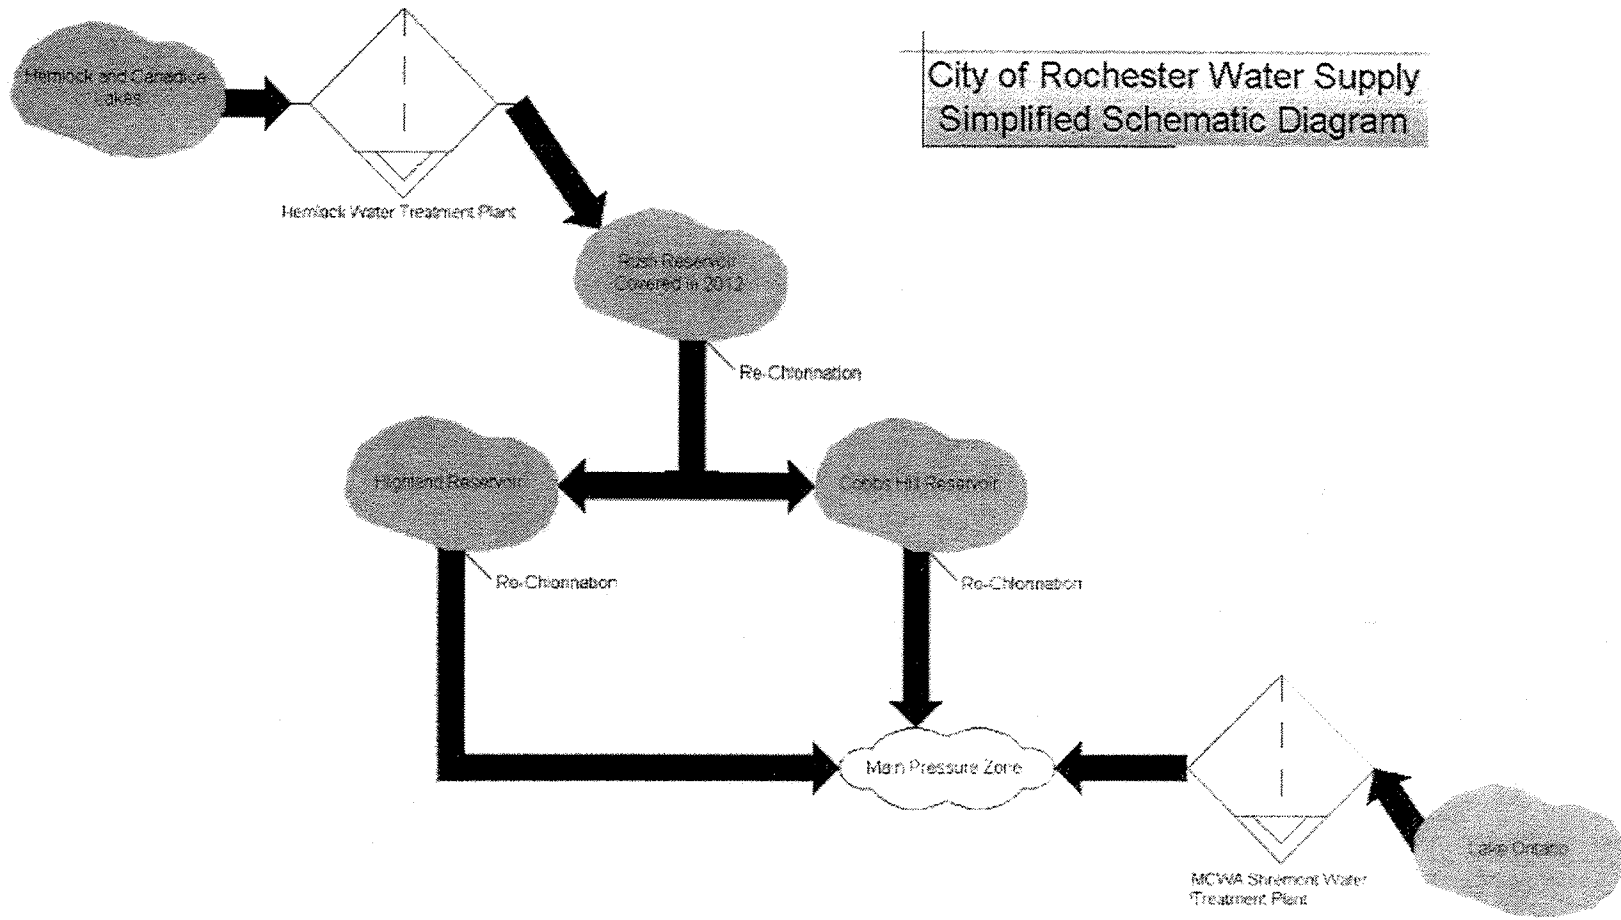 City of Rochester Water Supply
Simplified Schematic Diagram
Hemlock and Canadice
Lakes
Hemlock Water Treatment Plant
Rush Reservoir
Covered in 2012
Re-Chlorination
Highland Reservoir
Cobbs Hill Reservoir
Re-Chlorination
Re-Chlorination
Main Pressure Zone
Lake Ontario
MCWA Shremont Water
Treatment Plant